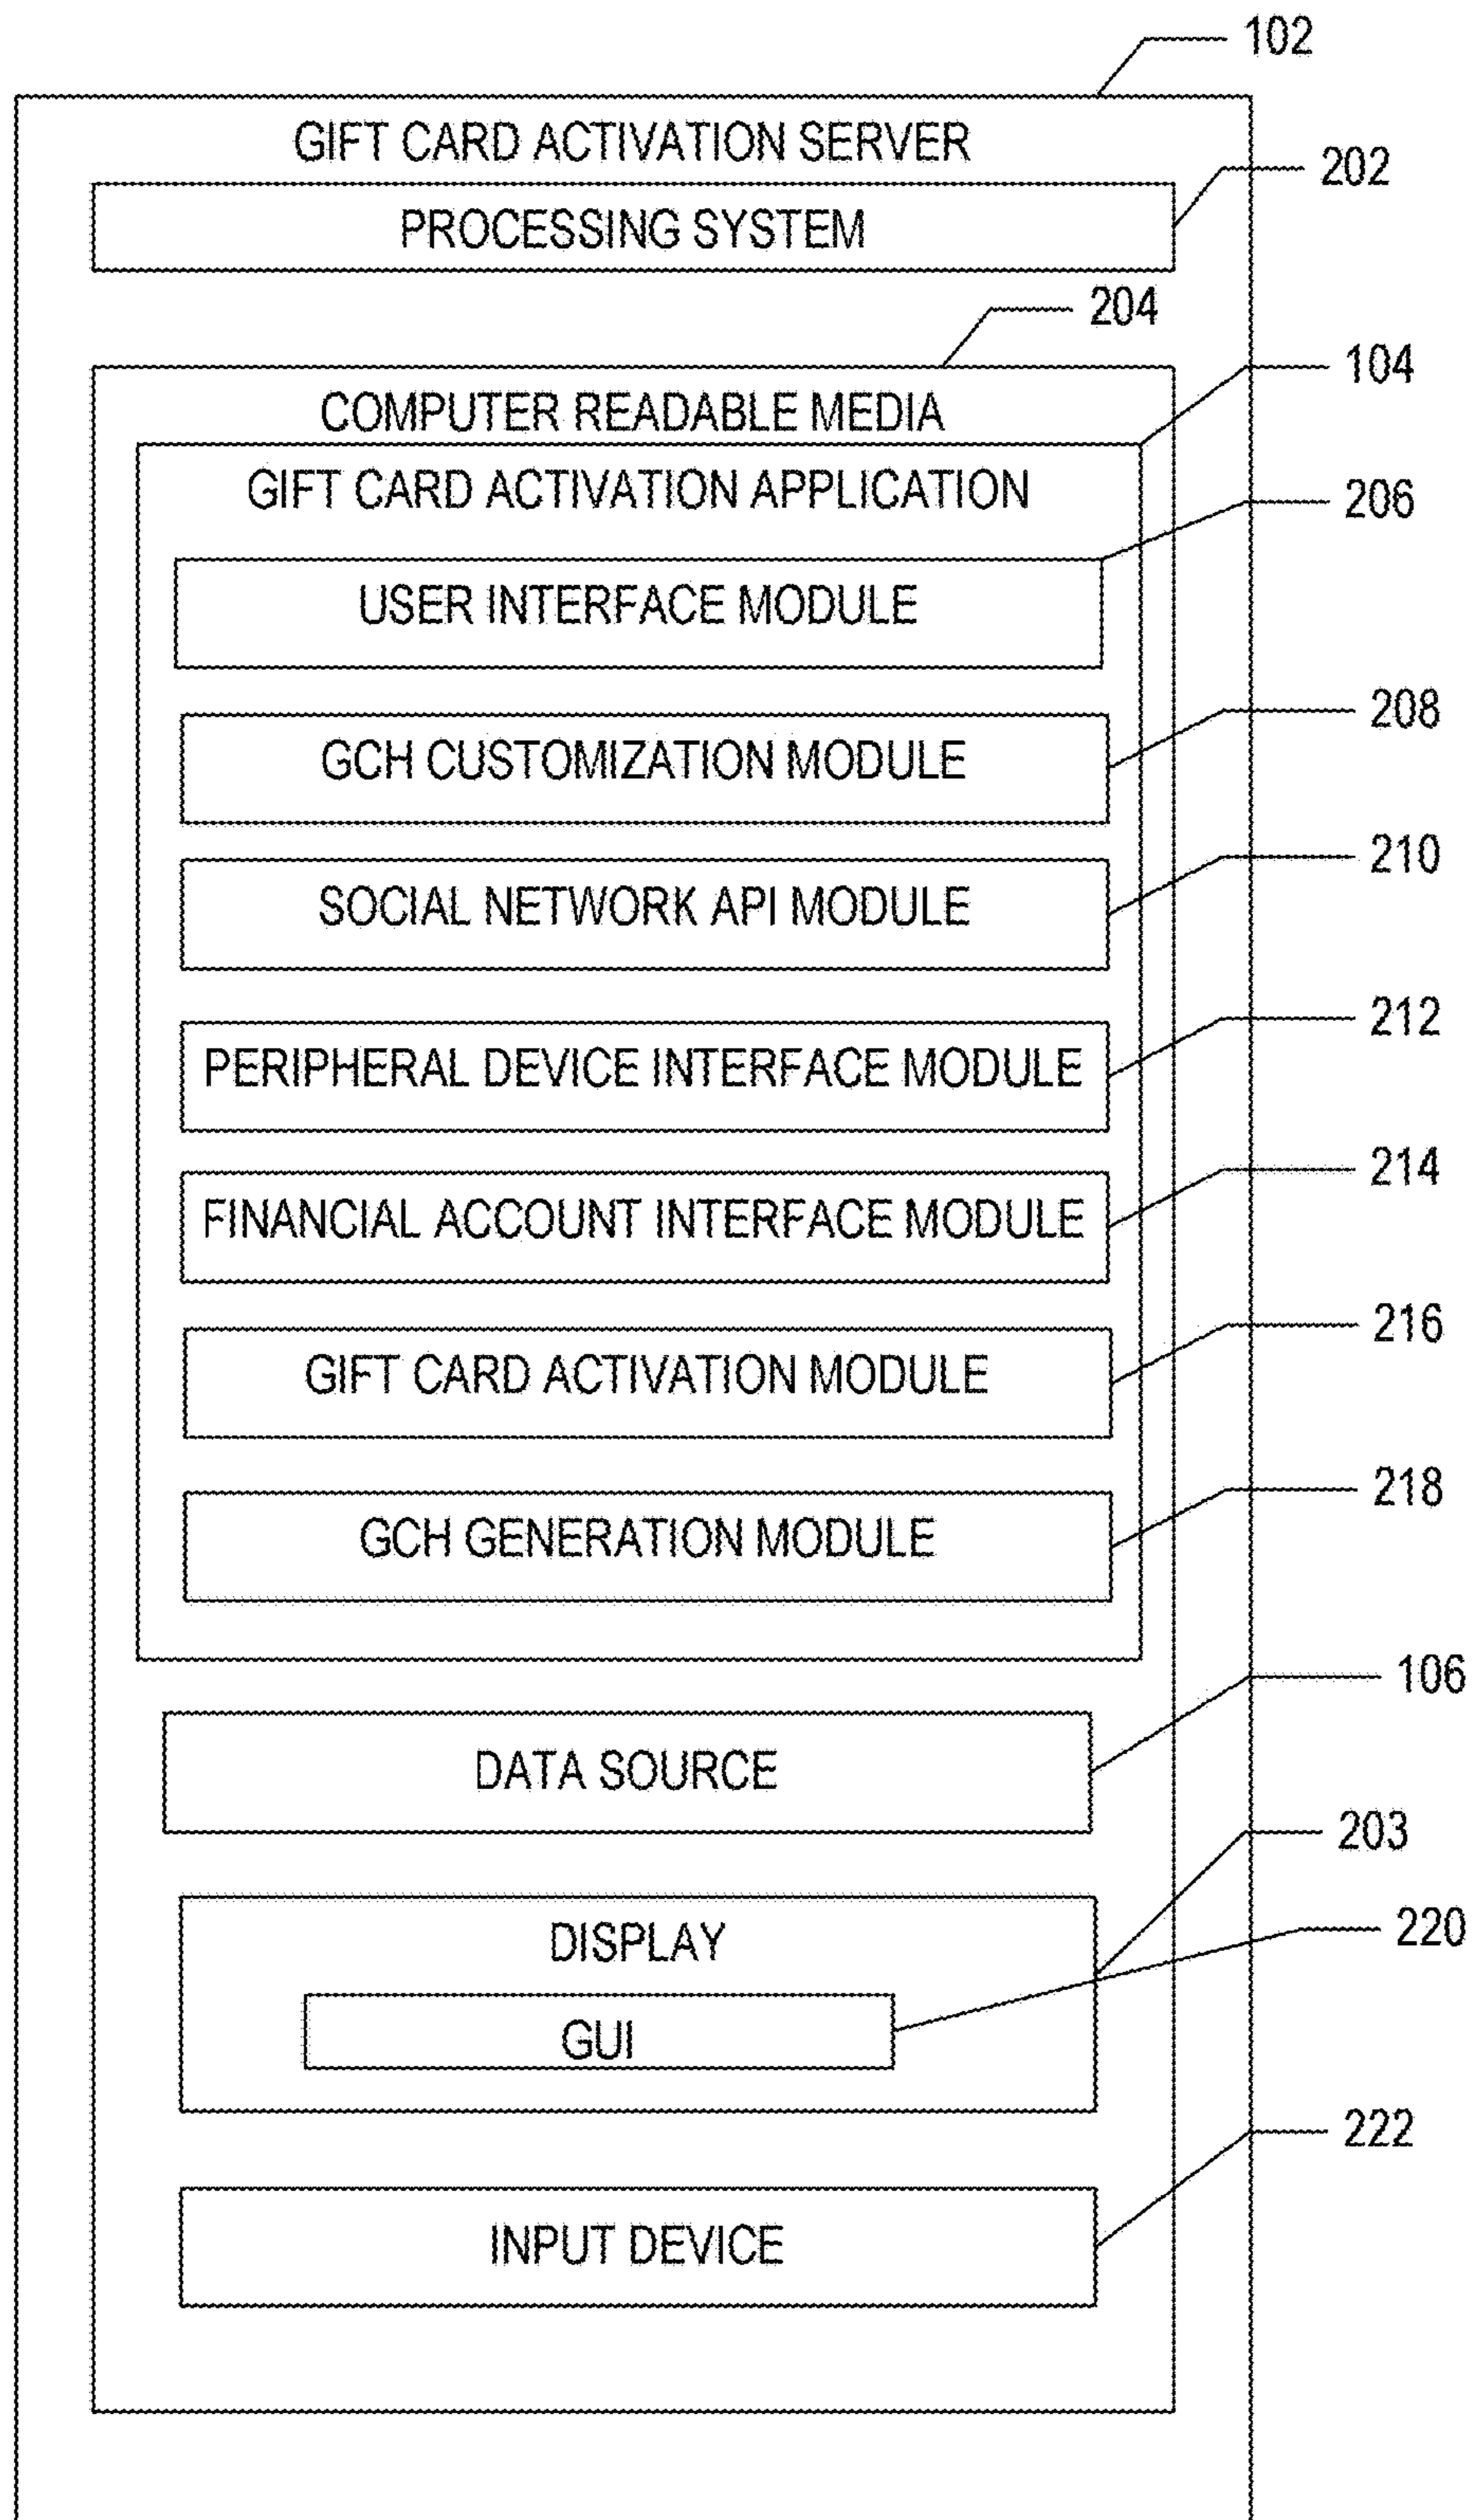 102
GIFT CARD ACTIVATION SERVER
202
PROCESSING SYSTEM
204
104
COMPUTER READABLE MEDIA
GIFT CARD ACTIVATION APPLICATION
206
USER INTERFACE MODULE
208
GCH CUSTOMIZATION MODULE
210
SOCIAL NETWORK API MODULE
212
PERIPHERAL DEVICE INTERFACE MODULE
214
FINANCIAL ACCOUNT INTERFACE MODULE
216
GIFT CARD ACTIVATION MODULE
218
GCH GENERATION MODULE
106
DATA SOURCE
203
220
DISPLAY
GUI
222
INPUT DEVICE